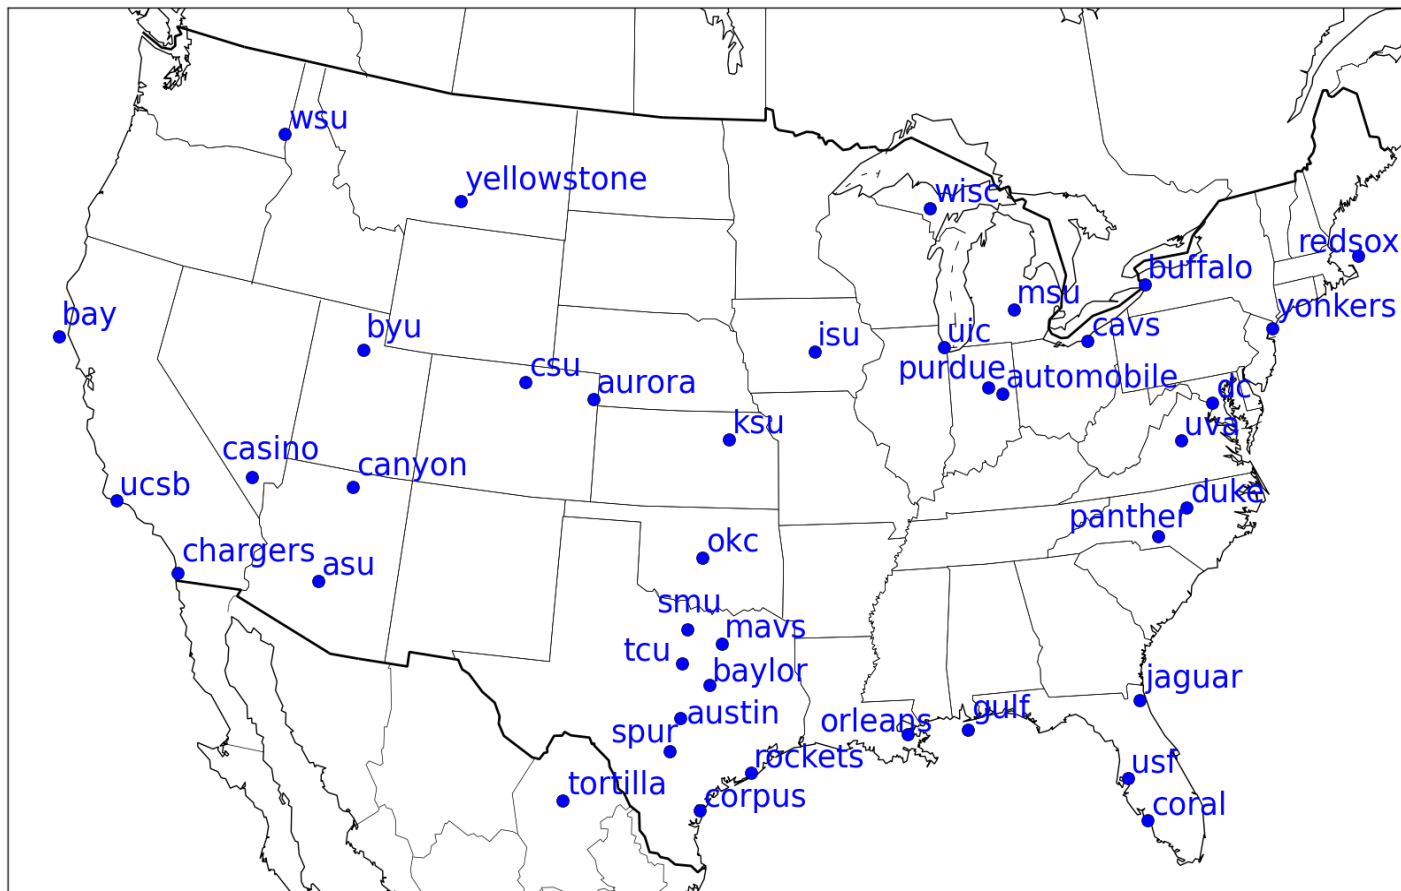 wsu
yellowstone
wisc
redsox
buffalo
msu
yonkers
bay
byu
isu
uic
cavs
csu
purdue
automobile
aurora
dc
ksu
uva
casino
canyon
ucsb
duke
panther
chargers
asu
okc
smu
mavs
tcu
baylor
jaguar
austin
gulf
orleans
spur
rockets
usf
tortilla
corpus
coral